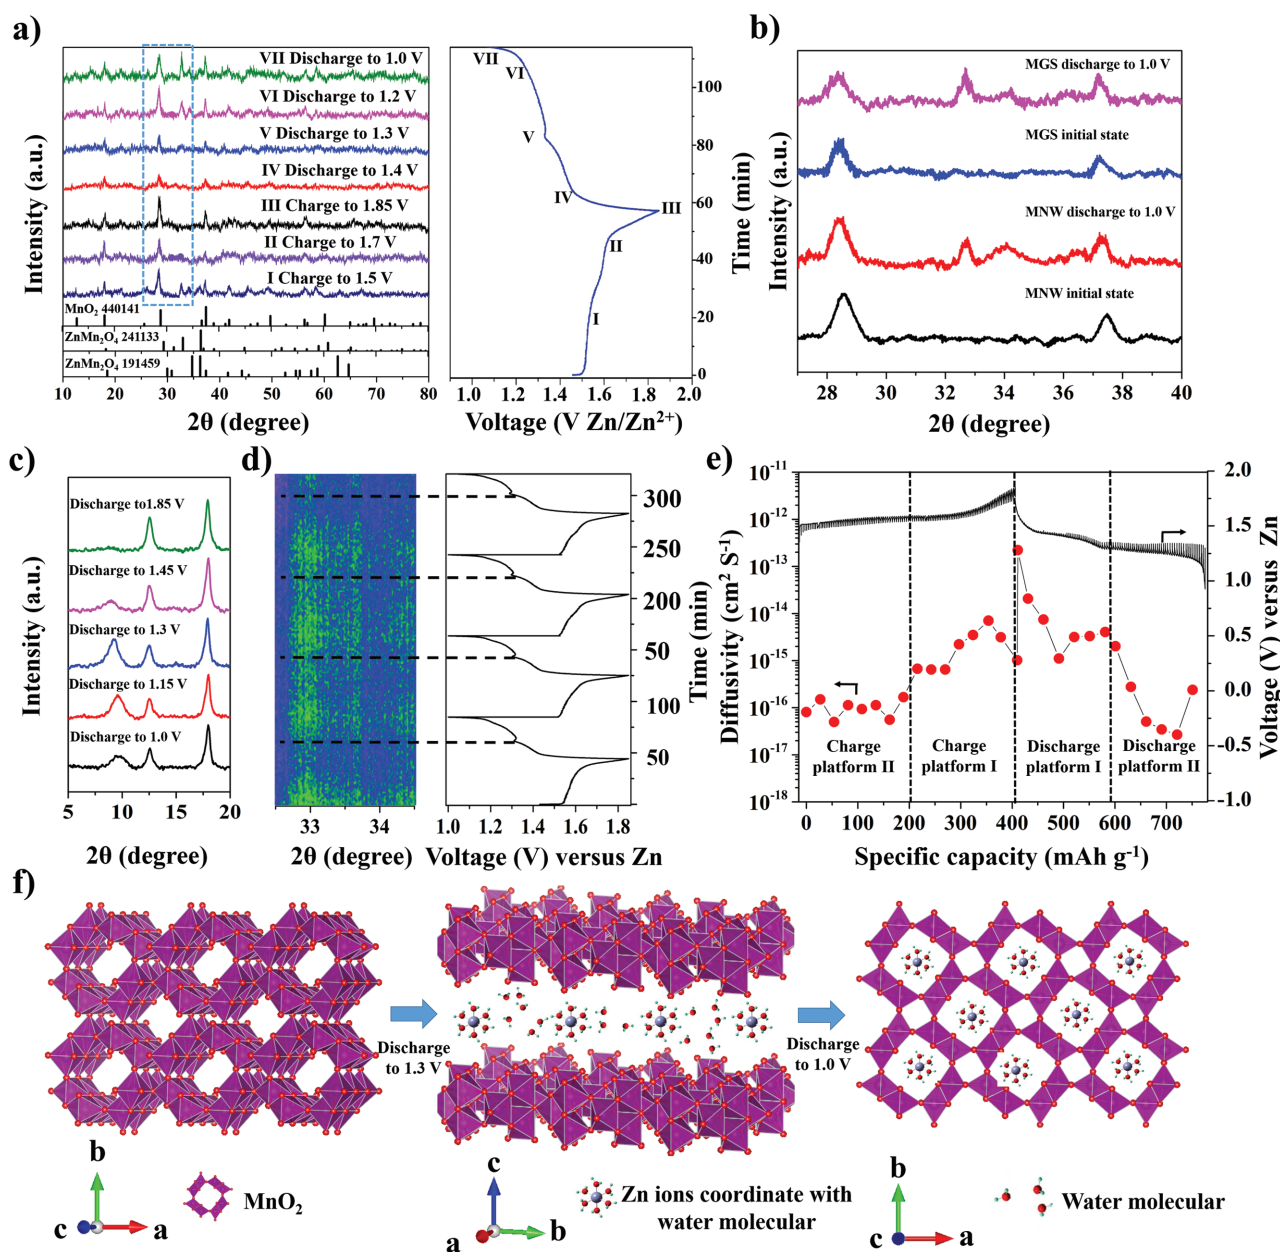 a)
Intensity (a.u.)
VII Discharge to 1.0 V
VI Discharge to 1.2 V
V Discharge to 1.3 V
IV Discharge to 1.4 V
III Charge to 1.85 V
II Charge to 1.7 V
I Charge to 1.5 V
MnO₂ 440141
ZnMn₂O₄ 241133
ZnMn₂O₄ 191459
10 20 30 40 50 60 70 80
2θ (degree)
VII
VI
V
IV
III
II
I
100
80
60
40
20
0
Time (min)
1.0 1.2 1.4 1.6 1.8 2.0
Voltage (V Zn/Zn²⁺)
b)
Intensity (a.u.)
MGS discharge to 1.0 V
MGS initial state
MNW discharge to 1.0 V
MNW initial state
28 30 32 34 36 38 40
2θ (degree)
c)
Intensity (a.u.)
Discharge to1.85 V
Discharge to 1.45 V
Discharge to 1.3 V
Discharge to 1.15 V
Discharge to 1.0 V
5 10 15 20
2θ (degree)
d)
33 34
2θ (degree)
300
250
200
50
100
50
Time (min)
1.0 1.2 1.4 1.6 1.8
Voltage (V) versus Zn
e)
Diffusivity (cm² S⁻¹)
10⁻¹¹
10⁻¹²
10⁻¹³
10⁻¹⁴
10⁻¹⁵
10⁻¹⁶
10⁻¹⁷
10⁻¹⁸
Charge
platform II
Charge
platform I
Discharge
platform I
Discharge
platform II
2.0
1.5
1.0
0.5
0.0
-0.5
-1.0
Voltage (V) versus Zn
0 100 200 300 400 500 600 700
Specific capacity (mAh g⁻¹)
f)
Discharge
to 1.3 V
Discharge
to 1.0 V
b
c
a
MnO₂
c
a
b
Zn ions coordinate with
water molecular
b
c
a
Water molecular